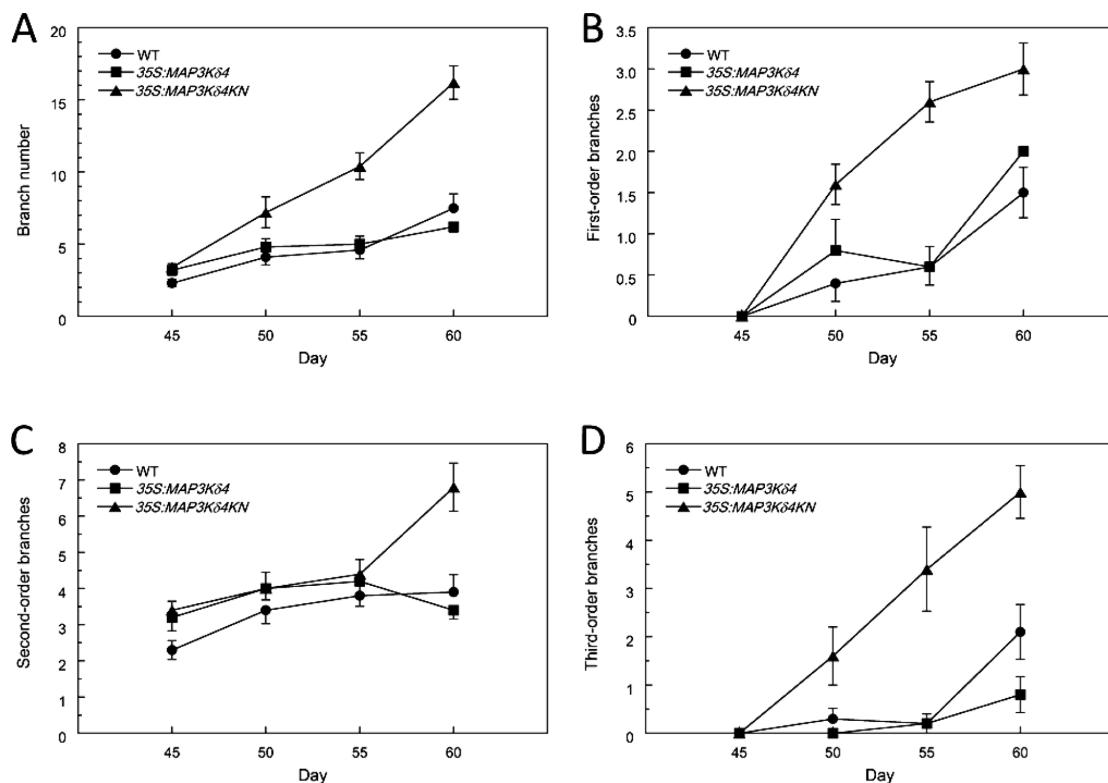 A
20
15
10
5
0
Branch number
WT
35S:MAP3Kδ4
35S:MAP3Kδ4KN
45 50 55 60
Day
B
3.5
3.0
2.5
2.0
1.5
1.0
0.5
0
First-order branches
WT
35S:MAP3Kδ4
35S:MAP3Kδ4KN
45 50 55 60
Day
C
8
7
6
5
4
3
2
1
0
Second-order branches
WT
35S:MAP3Kδ4
35S:MAP3Kδ4KN
45 50 55 60
Day
D
6
5
4
3
2
1
0
Third-order branches
WT
35S:MAP3Kδ4
35S:MAP3Kδ4KN
45 50 55 60
Day